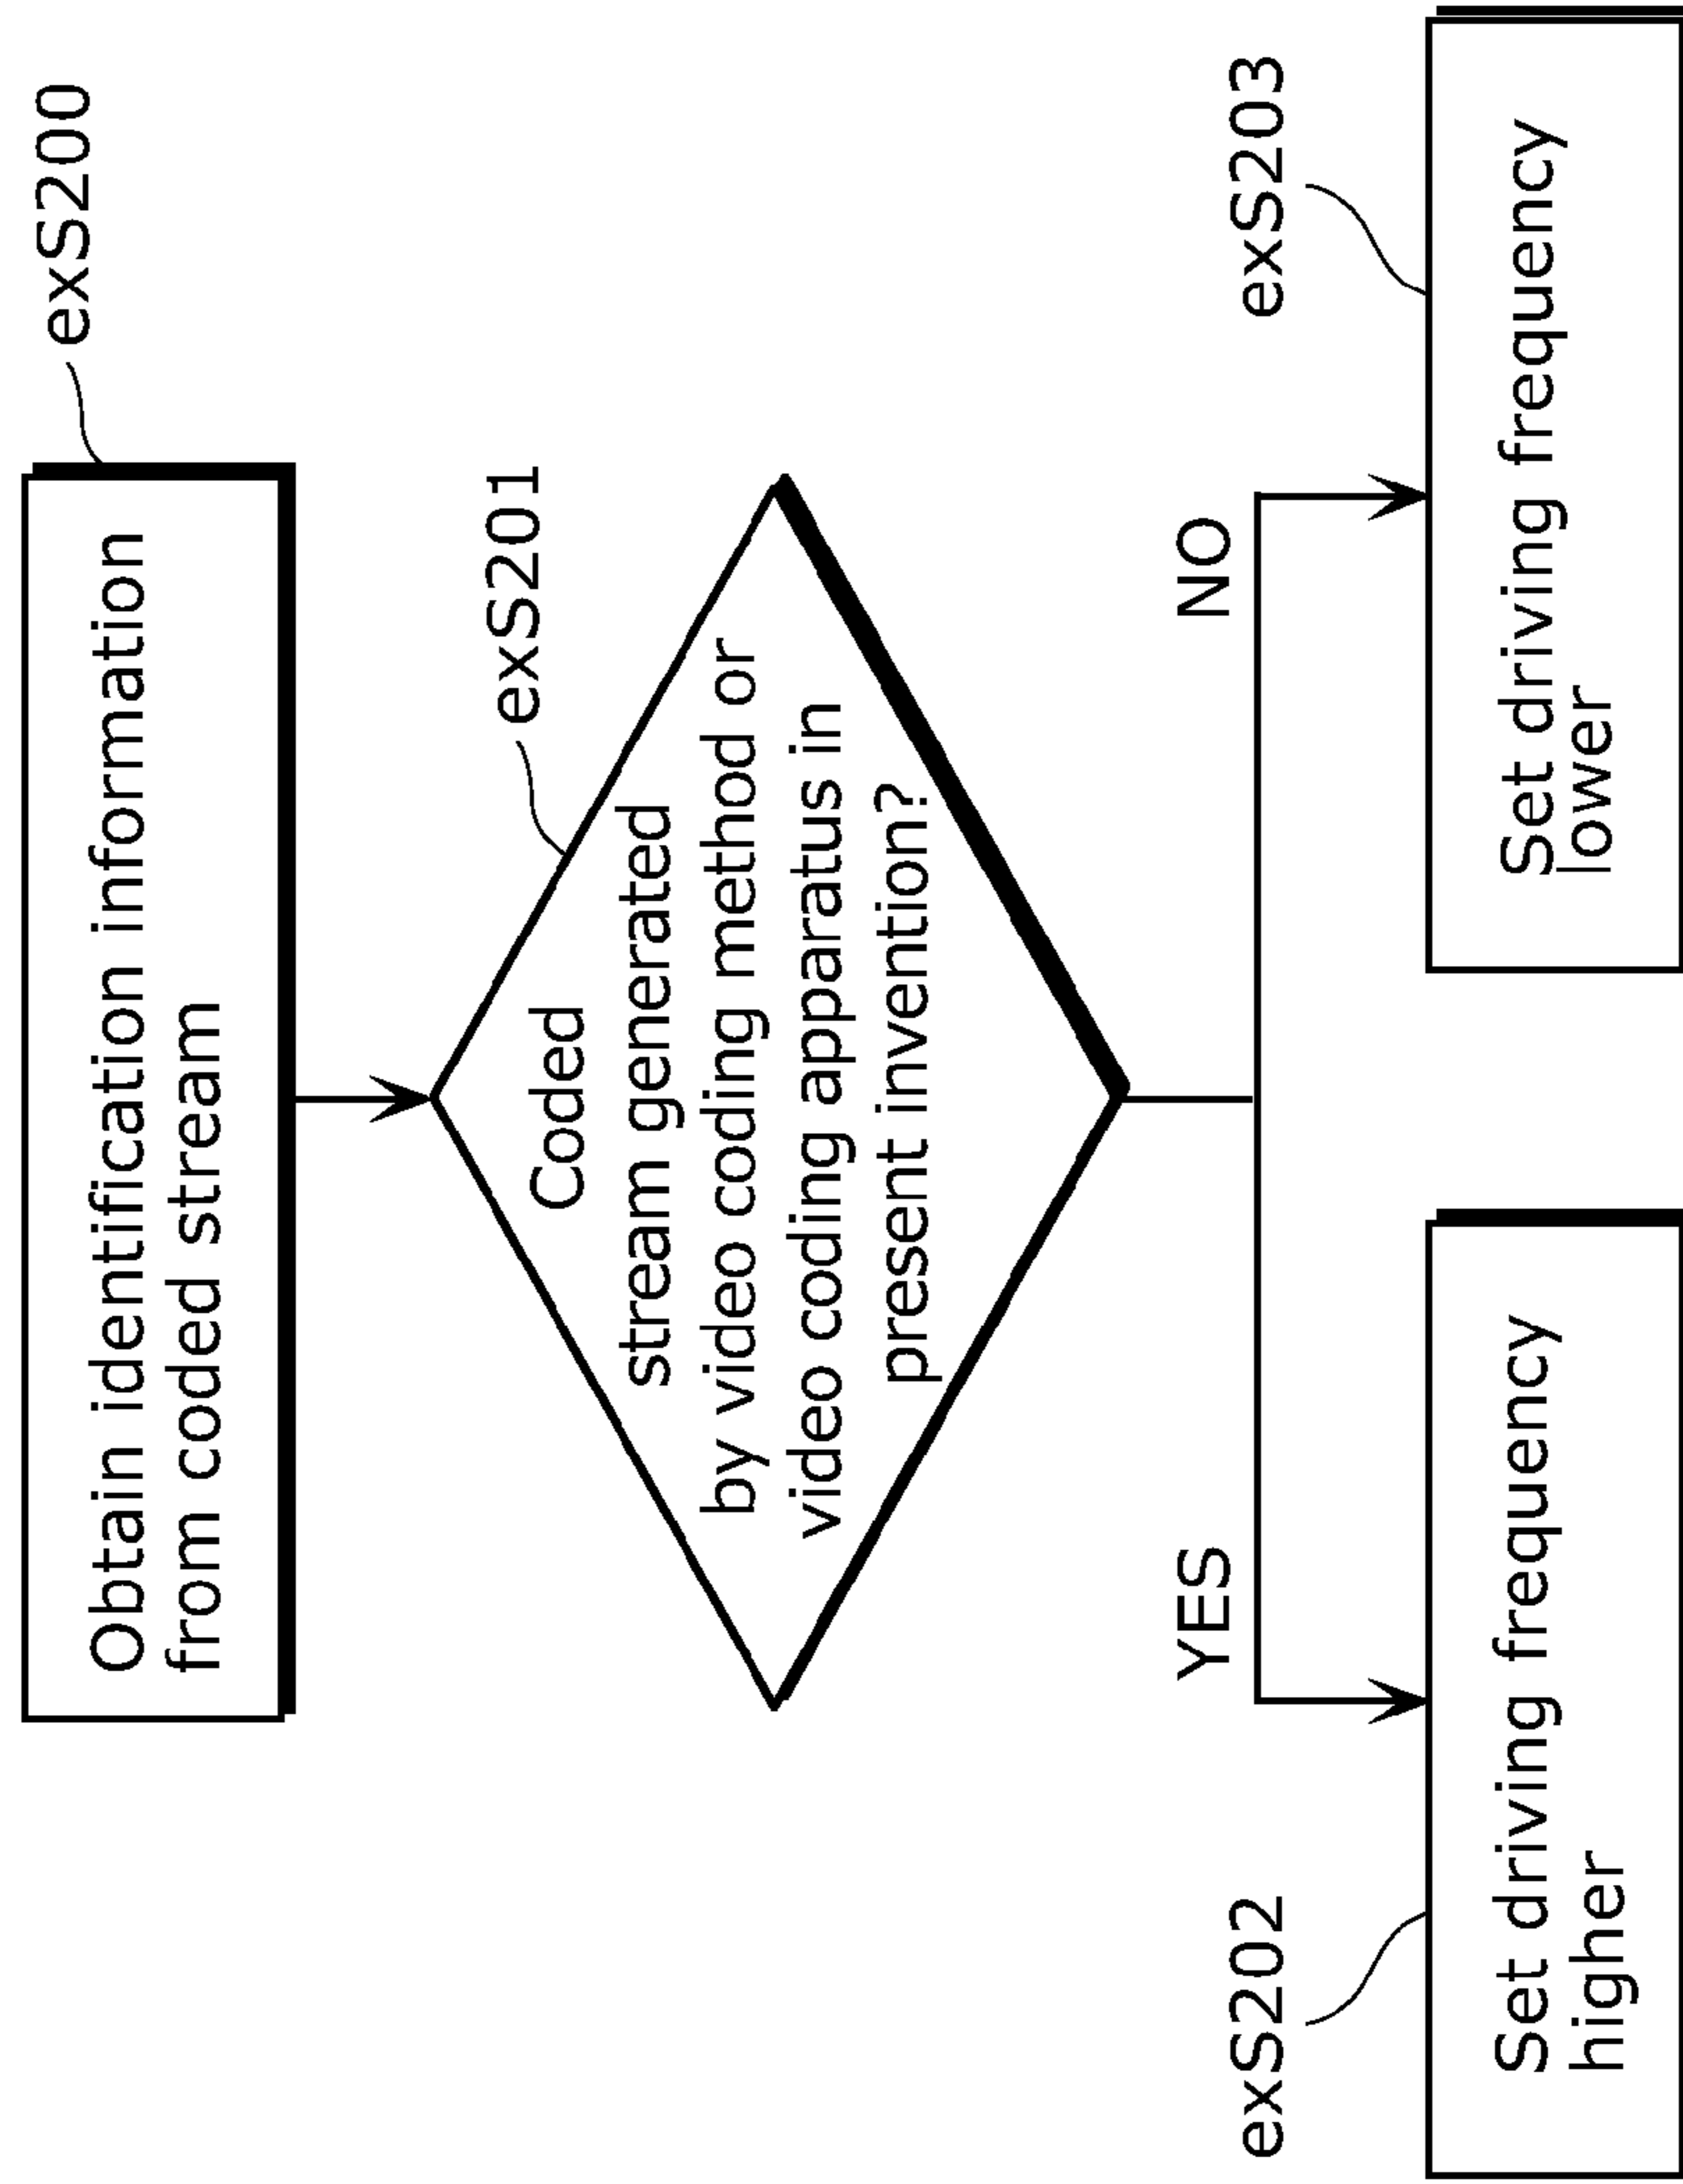 exS200
Obtain identification information
from coded stream
exS201
Coded
stream generated
by video coding method or
video coding apparatus in
present invention?
YES
NO
exS202
exS203
Set driving frequency
higher
Set driving frequency
lower